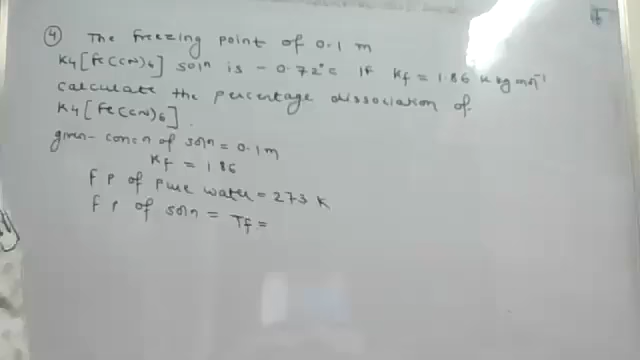 ④ The freezing point of 0.1 m
K4[Fe(CN)6] soln is - 0.72°c If Kf = 1.86 K kg mol-1
calculate the percentage dissociation of
K4[Fe(CN)6].
given- concn of soln = 0.1m
Kf = 1.86
f p of pure water = 273 K
f p of soln = Tf =